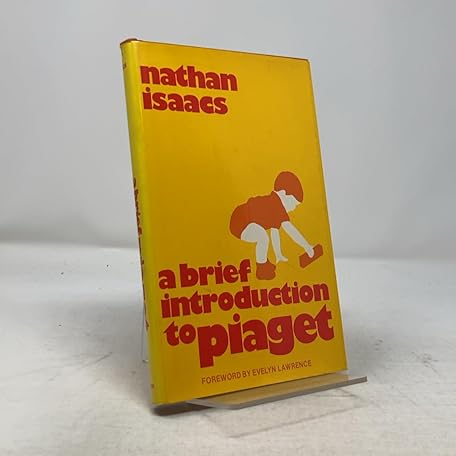 nathan
isaacs
a brief
introduction
to piaget
FOREWORD BY EVELYN LAWRENCE